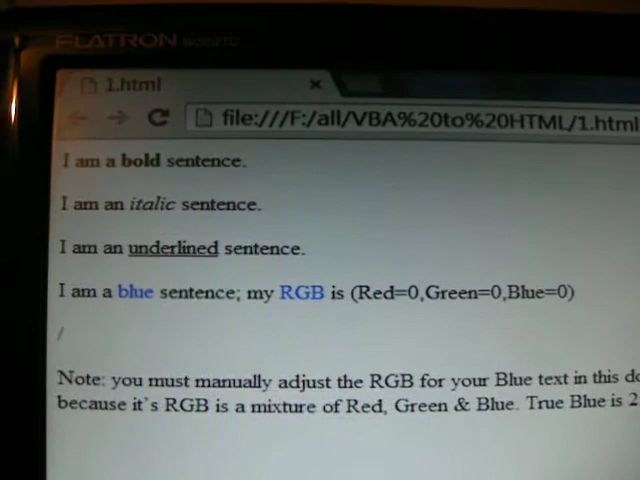 FLATRON
1.html
file:///F:/all/VBA%20to%20HTML/1.html
I am a bold sentence.
I am an italic sentence.
I am an underlined sentence.
I am a blue sentence; my RGB is (Red=0,Green=0,Blue=0)
/
Note: you must manually adjust the RGB for your Blue text in this do
because it's RGB is a mixture of Red, Green & Blue. True Blue is 2